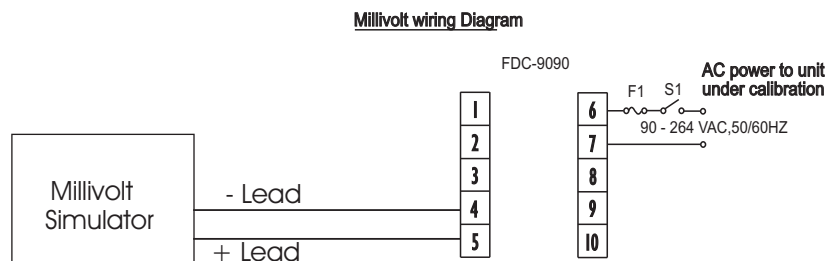 Millivolt wiring Diagram
FDC-9090
AC power to unit
under calibration
F1 S1
90 - 264 VAC,50/60HZ
1
2
3
4
5
6
7
8
9
10
Millivolt
Simulator
- Lead
+ Lead